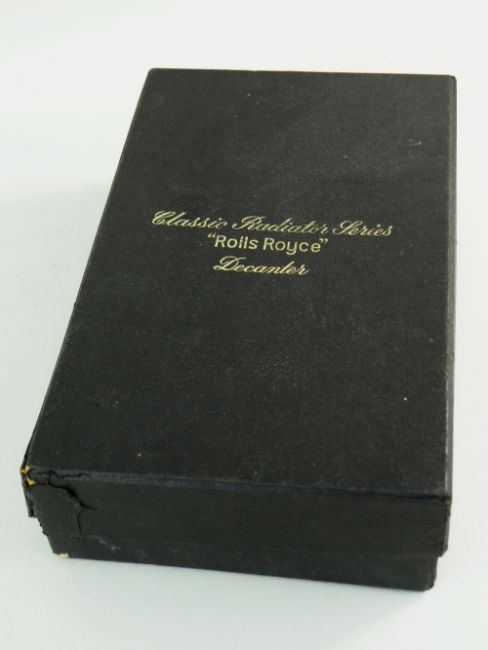 Classic Radiator Series
"Rolls Royce"
Decanter